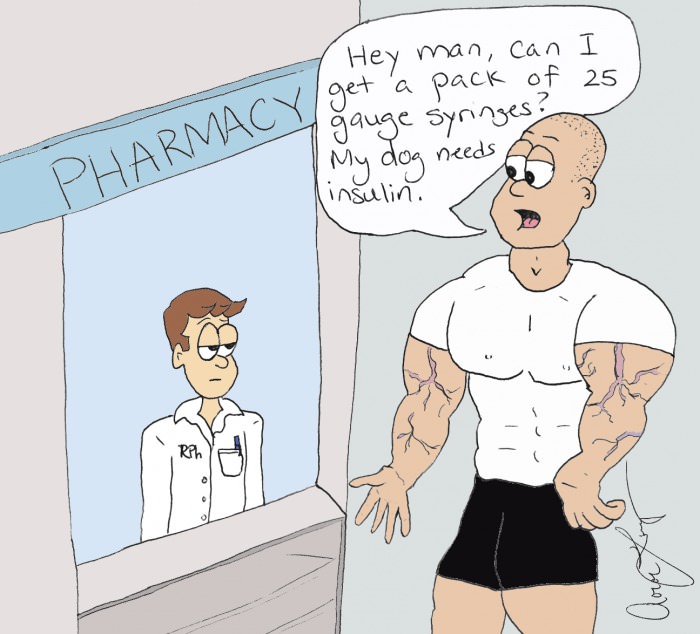 Hey man, can I
get a pack of 25
gauge syringes?
My dog needs
insulin.
PHARMACY
RPh